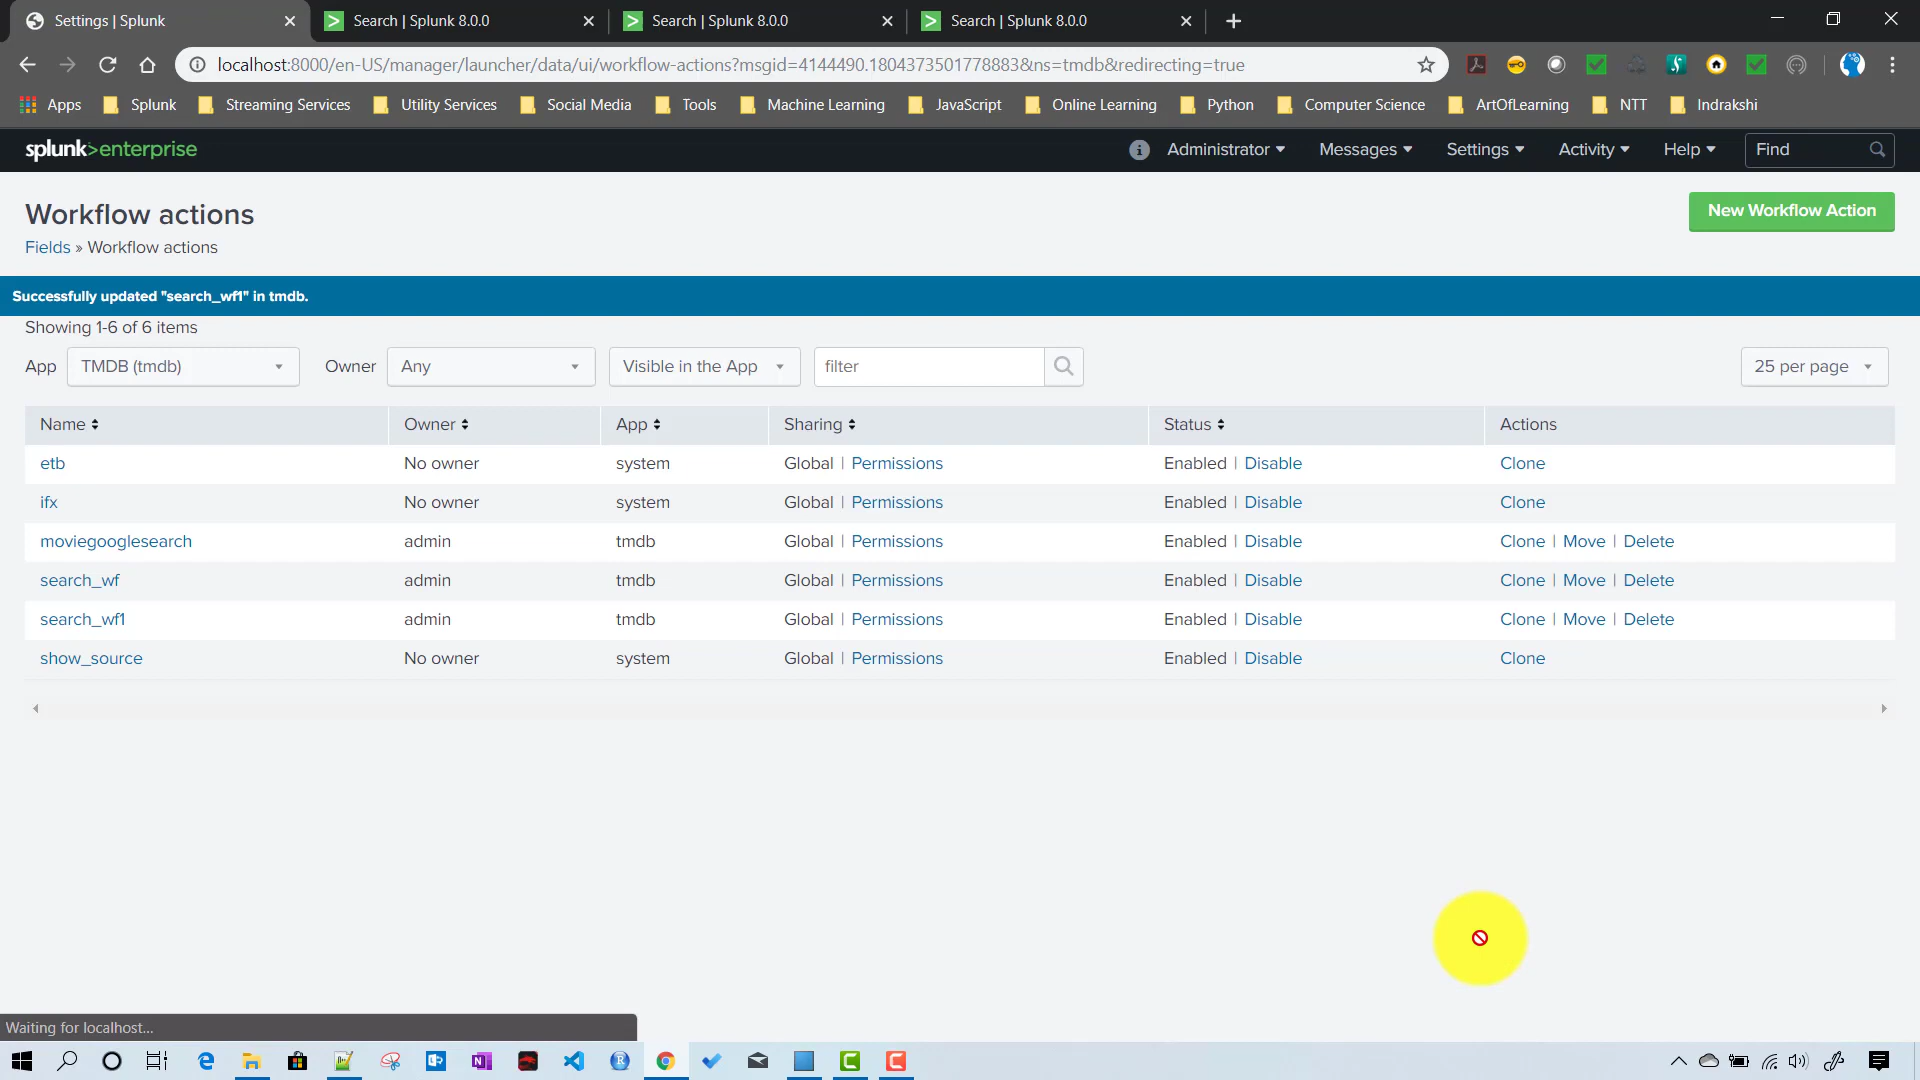 Settings | Splunk
Search | Splunk 8.0.0
Search | Splunk 8.0.0
Search | Splunk 8.0.0
localhost:8000/en-US/manager/launcher/data/ui/workflow-actions?msgid=4144490.1804373501778883&ns=tmdb&redirecting=true
Apps Splunk Streaming Services Utility Services Social Media Tools Machine Learning JavaScript Online Learning Python Computer Science ArtOfLearning NTT Indrakshi
splunk>enterprise Administrator Messages Settings Activity Help Find
Workflow actions
New Workflow Action
Fields » Workflow actions
Successfully updated "search_wf1" in tmdb.
Showing 1-6 of 6 items
App TMDB (tmdb) Owner Any Visible in the App filter 25 per page
Name Owner App Sharing Status Actions
etb No owner system Global | Permissions Enabled | Disable Clone
ifx No owner system Global | Permissions Enabled | Disable Clone
moviegooglesearch admin tmdb Global | Permissions Enabled | Disable Clone | Move | Delete
search_wf admin tmdb Global | Permissions Enabled | Disable Clone | Move | Delete
search_wf1 admin tmdb Global | Permissions Enabled | Disable Clone | Move | Delete
show_source No owner system Global | Permissions Enabled | Disable Clone
Waiting for localhost...